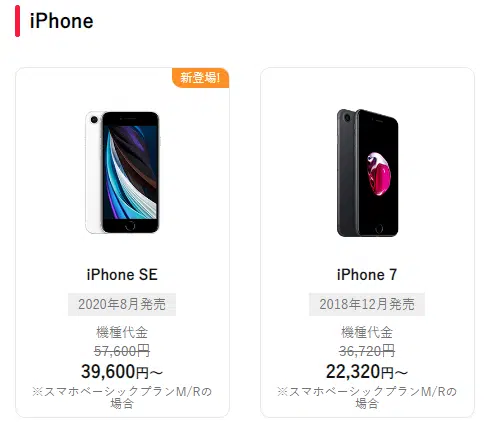 iPhone
新登場!
iPhone SE
2020年8月発売
機種代金
57,600円
39,600円～
※スマホベーシックプランM/Rの
場合
iPhone 7
2018年12月発売
機種代金
36,720円
22,320円～
※スマホベーシックプランM/Rの
場合